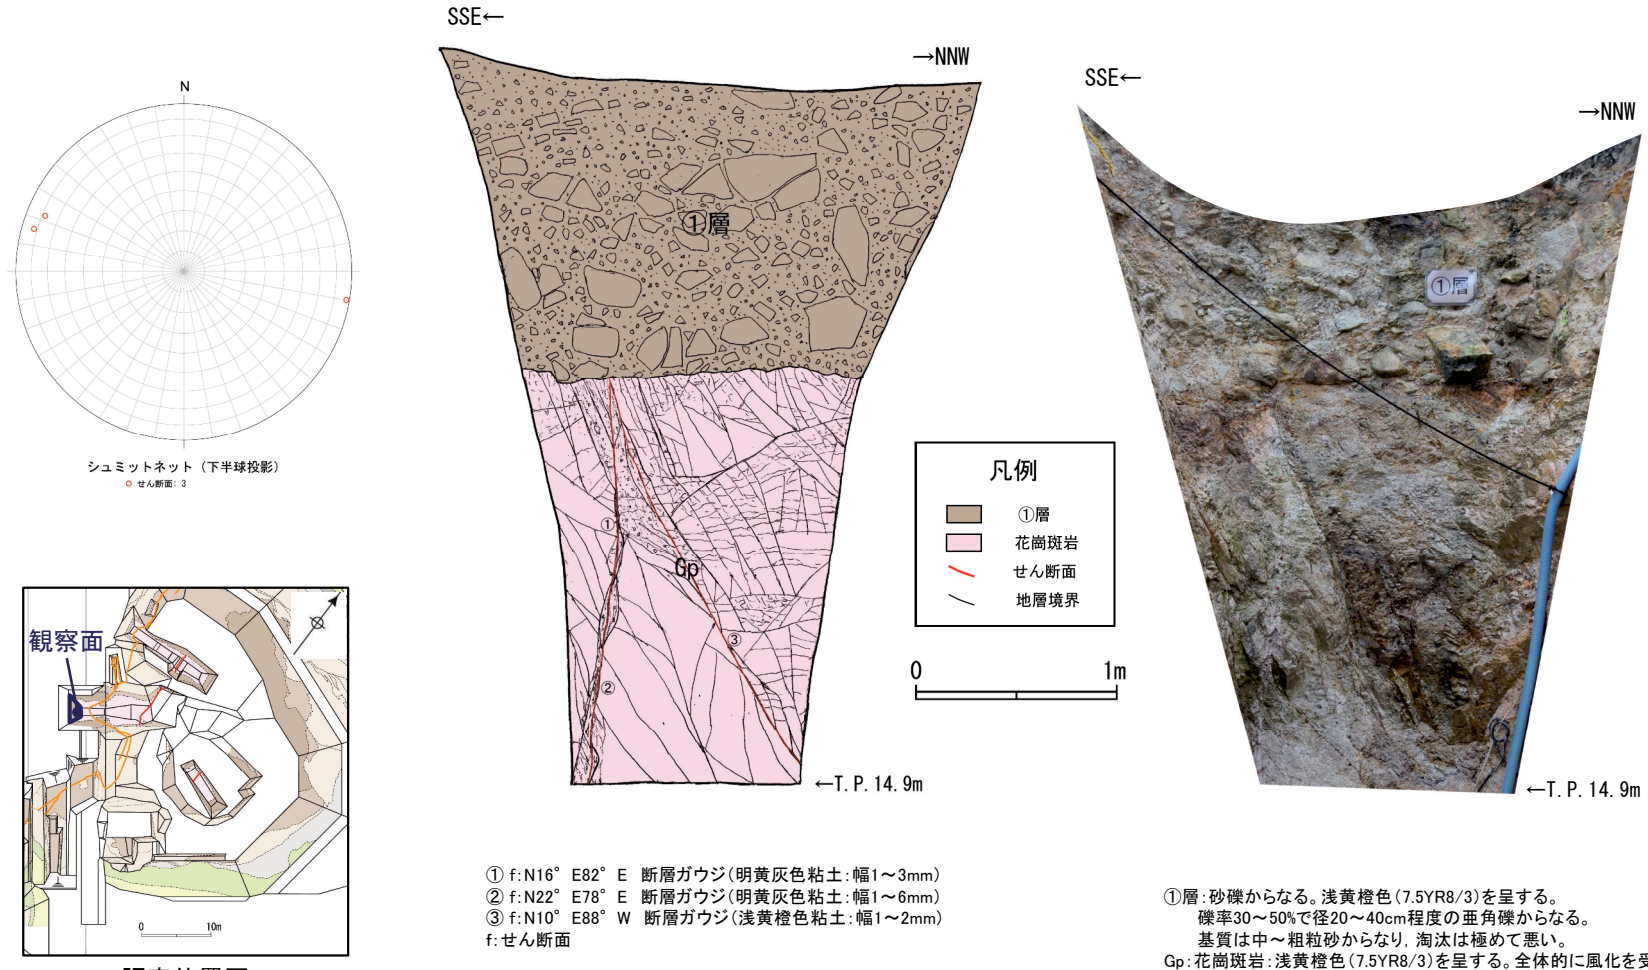 N
シュミットネット（下半球投影）
せん断面: 3
観察面
0 10m
SSE←
→NNW
①層
①
Gp
③
②
←T.P.14.9m
凡例
①層
花崗斑岩
せん断面
地層境界
0 1m
① f:N16°E82°E 断層ガウジ(明黄灰色粘土:幅1～3mm)
② f:N22°E78°E 断層ガウジ(明黄灰色粘土:幅1～6mm)
③ f:N10°E88°W 断層ガウジ(浅黄橙色粘土:幅1～2mm)
f:せん断面
SSE←
→NNW
①層
←T.P.14.9m
①層:砂礫からなる。浅黄橙色(7.5YR8/3)を呈する。
礫率30～50%で径20～40cm程度の亜角礫からなる。
基質は中～粗粒砂からなり,淘汰は極めて悪い。
Gp:花崗斑岩:浅黄橙色(7.5YR8/3)を呈する。全体的に風化を受